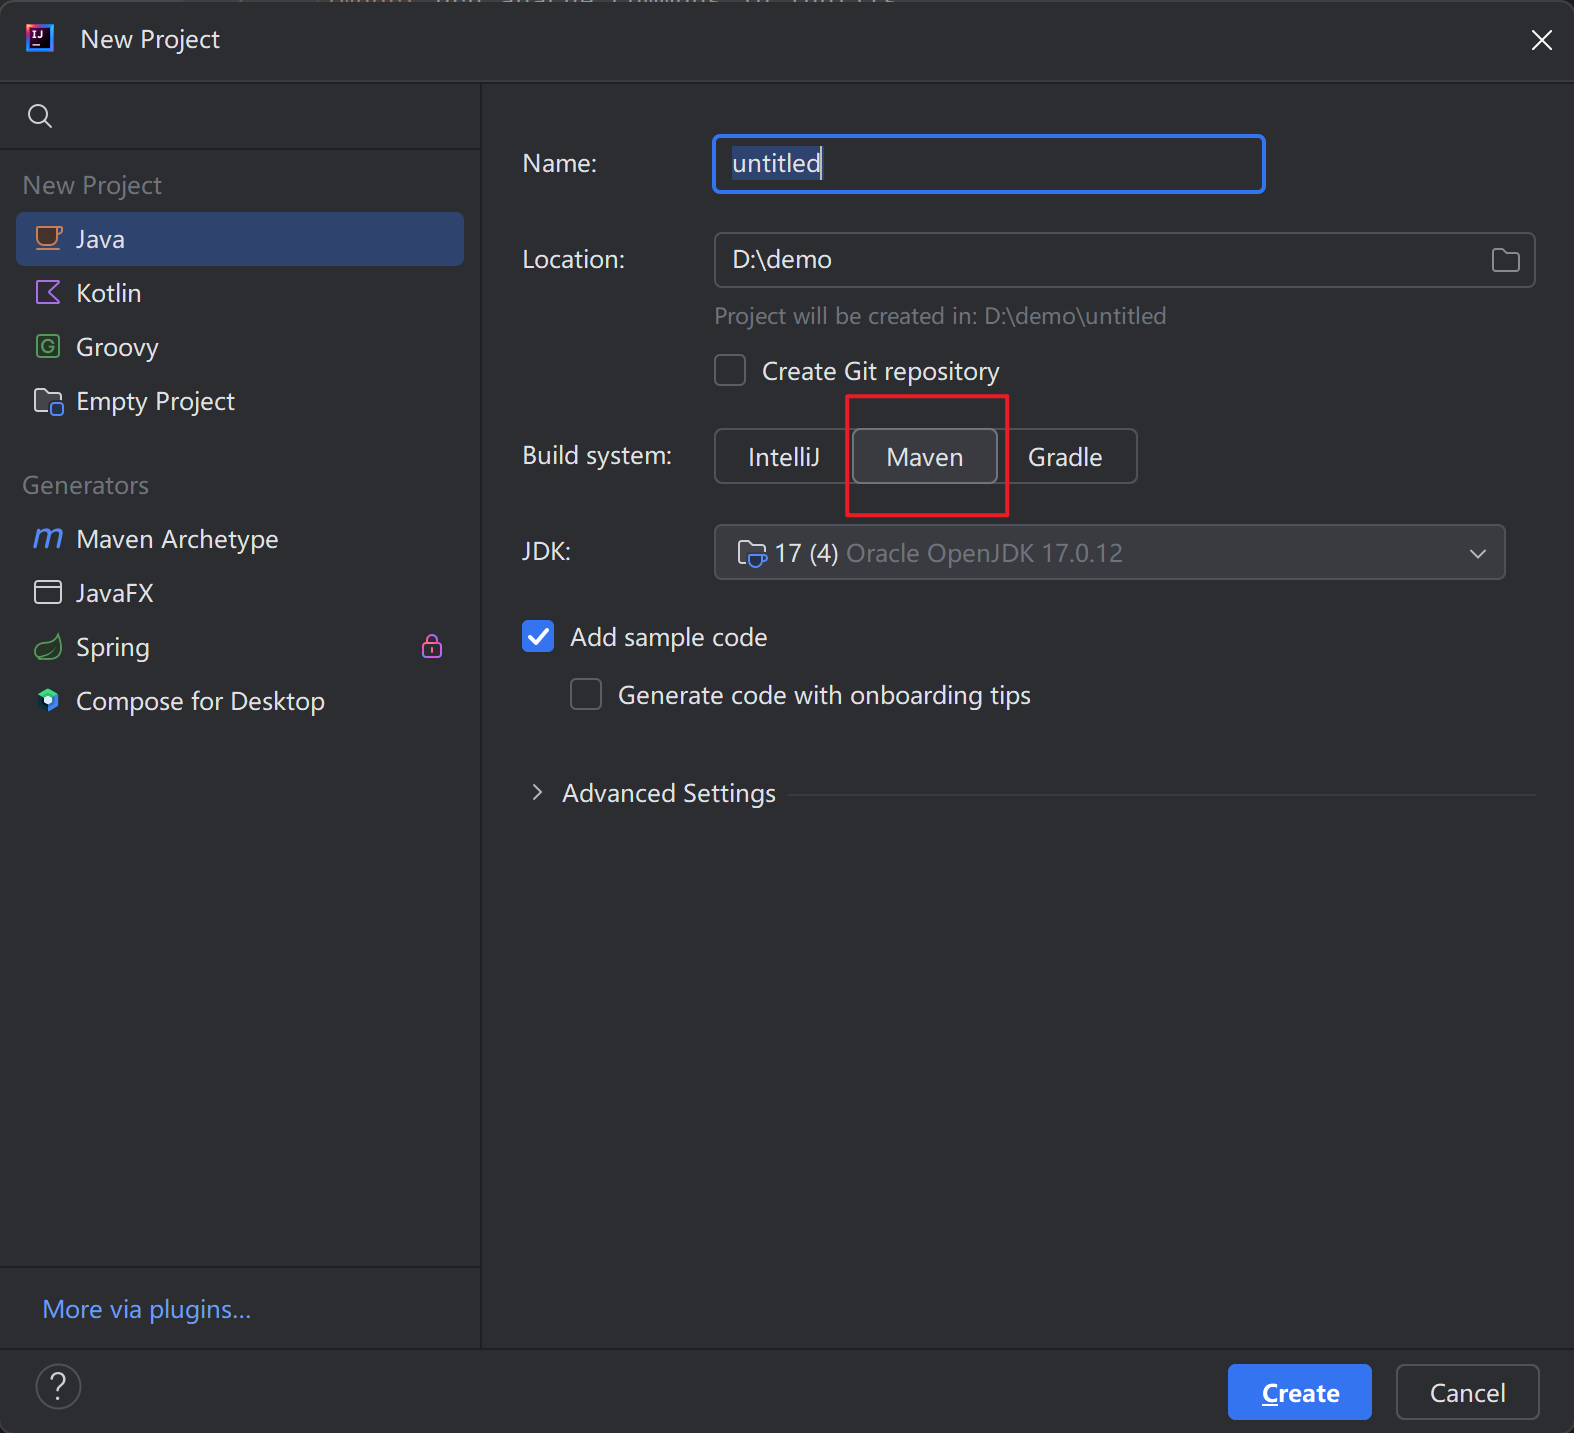 New Project
New Project
Java
Kotlin
Groovy
Empty Project
Generators
Maven Archetype
JavaFX
Spring
Compose for Desktop
More via plugins...
Name: untitled
Location: D:\demo
Project will be created in: D:\demo\untitled
Create Git repository
Build system: IntelliJ Maven Gradle
JDK: 17 (4) Oracle OpenJDK 17.0.12
Add sample code
Generate code with onboarding tips
Advanced Settings
? Create Cancel